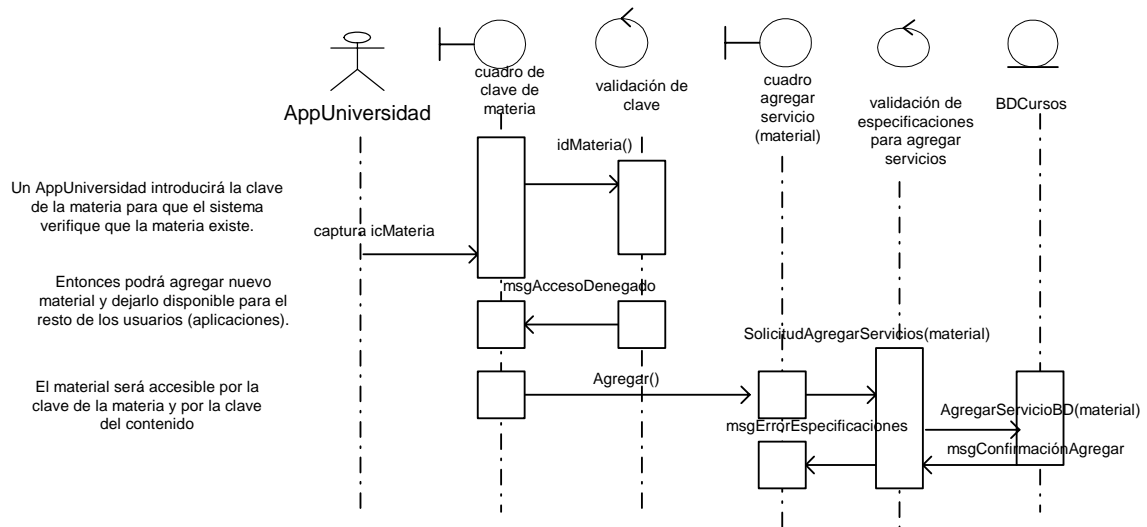 AppUniversidad
cuadro de
clave de
materia
validación de
clave
cuadro
agregar
servicio
(material)
validación de
especificaciones
para agregar
servicios
BDCursos
idMateria()
Un AppUniversidad introducirá la clave
de la materia para que el sistema
verifique que la materia existe.
captura icMateria
Entonces podrá agregar nuevo
material y dejarlo disponible para el
resto de los usuarios (aplicaciones).
msgAccesoDenegado
SolicitudAgregarServicios(material)
El material será accesible por la
clave de la materia y por la clave
del contenido
Agregar()
AgregarServicioBD(material)
msgErrorEspecificaciones
msgConfirmaciónAgregar